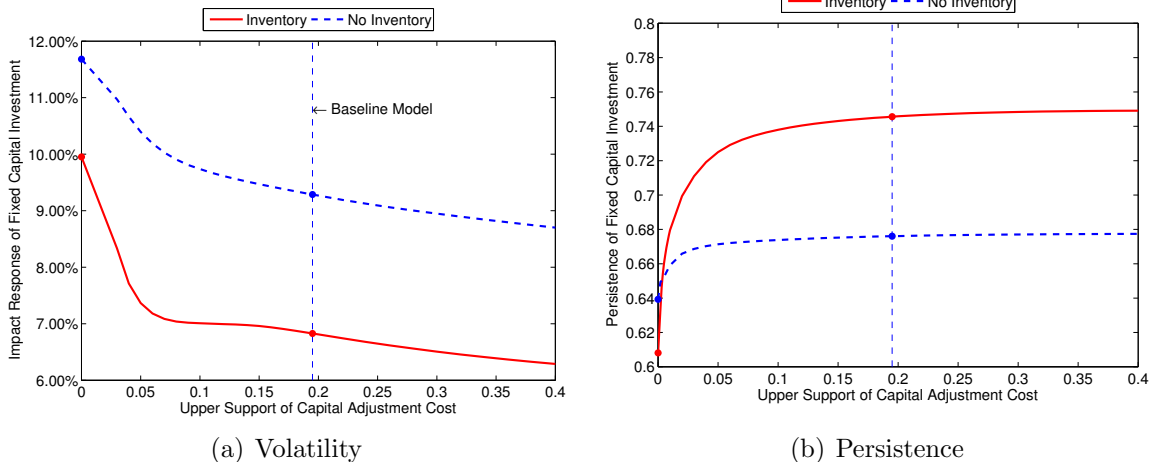 Inventory No Inventory
12.00%
11.00%
10.00%
9.00%
8.00%
7.00%
6.00%
Impact Response of Fixed Capital Investment
← Baseline Model
0 0.05 0.1 0.15 0.2 0.25 0.3 0.35 0.4
Upper Support of Capital Adjustment Cost
(a) Volatility
Inventory No Inventory
0.8
0.78
0.76
0.74
0.72
0.7
0.68
0.66
0.64
0.62
0.6
Persistence of Fixed Capital Investment
0 0.05 0.1 0.15 0.2 0.25 0.3 0.35 0.4
Upper Support of Capital Adjustment Cost
(b) Persistence